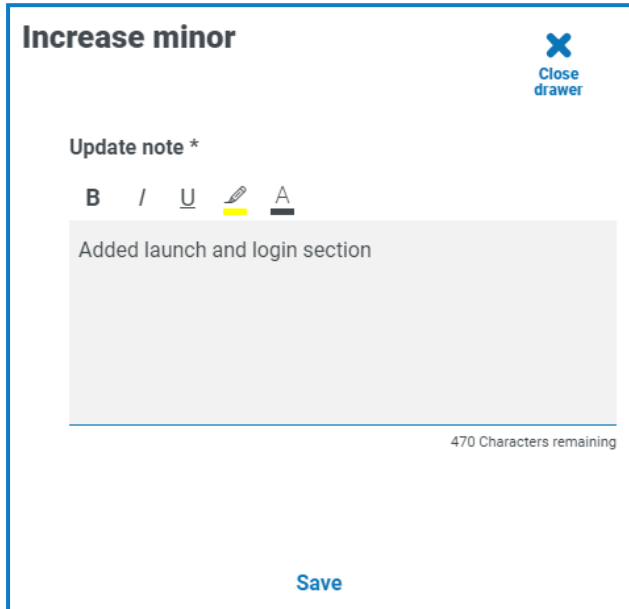 Increase minor
Close
drawer
Update note *
B I U A
Added launch and login section
470 Characters remaining
Save